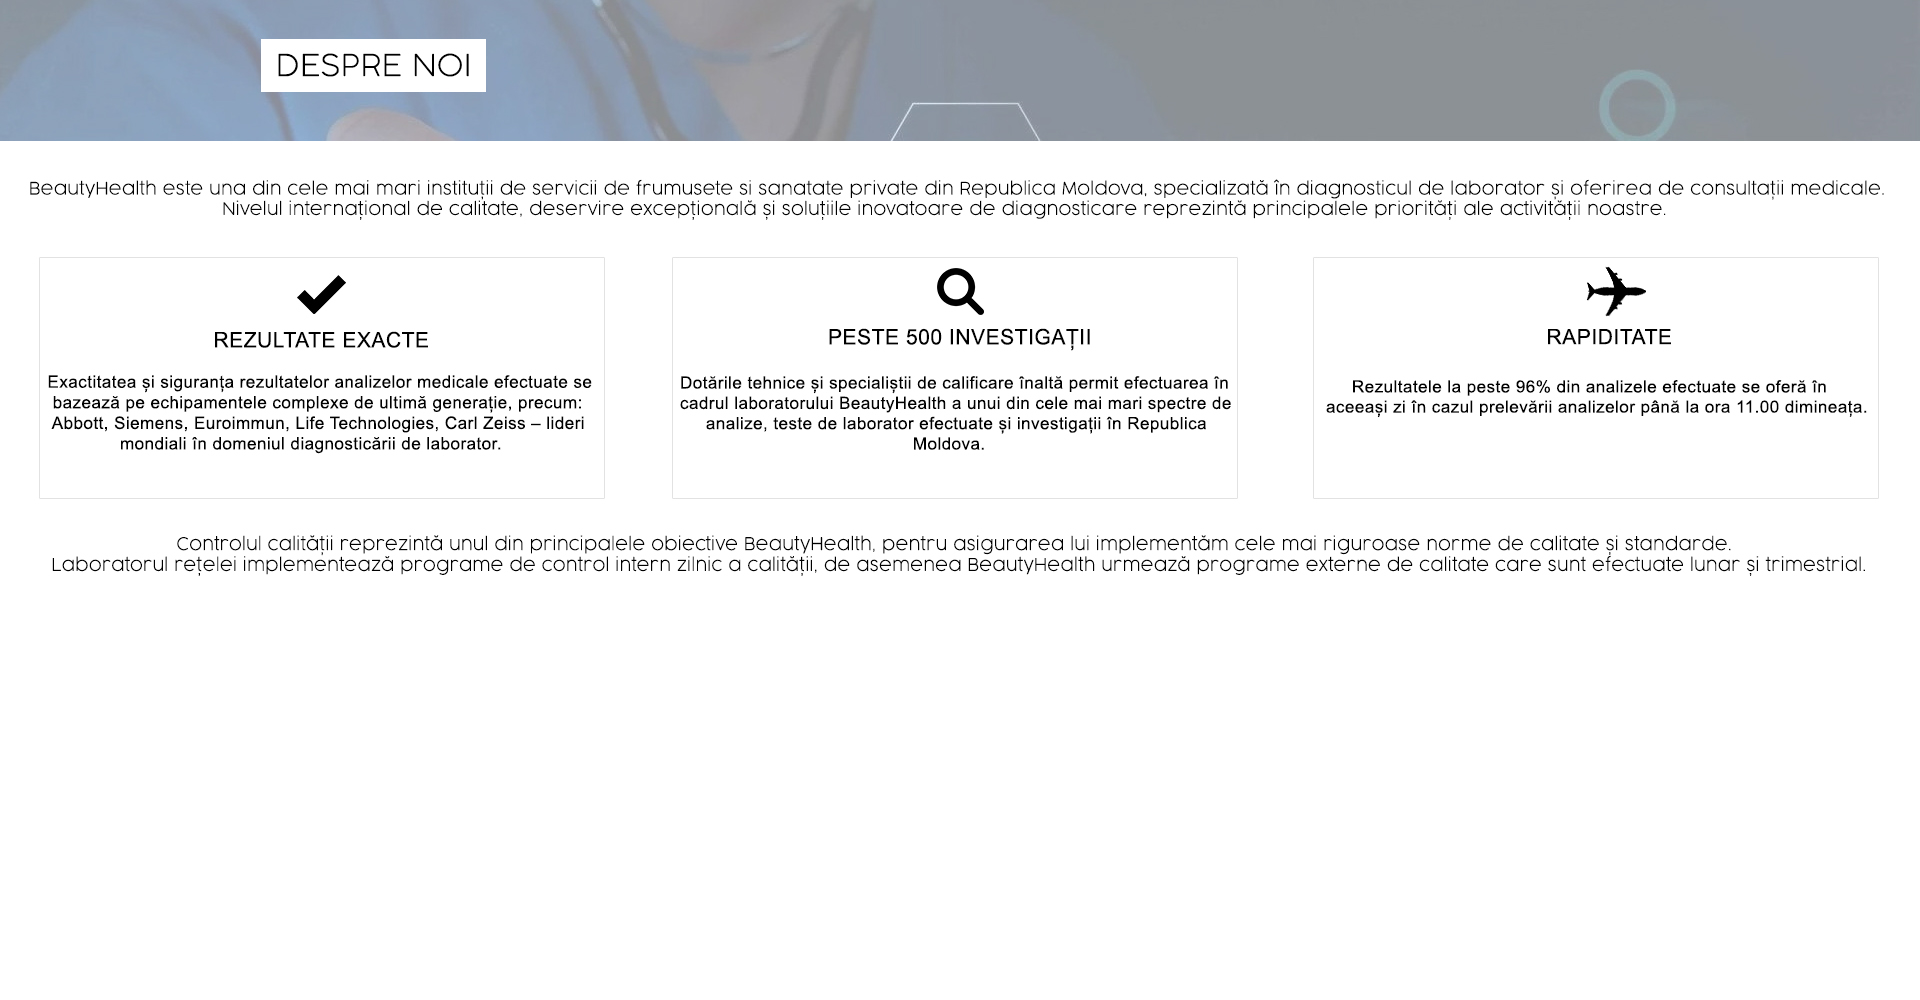 DESPRE NOI
BeautyHealth este una din cele mai mari instituții de servicii de frumusete si sanatate private din Republica Moldova, specializată în diagnosticul de laborator și oferirea de consultații medicale.
Nivelul internațional de calitate, deservire excepțională și soluțiile inovatoare de diagnosticare reprezintă principalele priorități ale activității noastre.
REZULTATE EXACTE
Exactitatea și siguranța rezultatelor analizelor medicale efectuate se
bazează pe echipamentele complexe de ultimă generație, precum:
Abbott, Siemens, Euroimmun, Life Technologies, Carl Zeiss – lideri
mondiali în domeniul diagnosticării de laborator.
PESTE 500 INVESTIGAȚII
Dotările tehnice și specialiștii de calificare înaltă permit efectuarea în
cadrul laboratorului BeautyHealth a unui din cele mai mari spectre de
analize, teste de laborator efectuate și investigații în Republica
Moldova.
RAPIDITATE
Rezultatele la peste 96% din analizele efectuate se oferă în
aceeași zi în cazul prelevării analizelor până la ora 11.00 dimineața.
Controlul calității reprezintă unul din principalele obiective BeautyHealth, pentru asigurarea lui implementăm cele mai riguroase norme de calitate și standarde.
Laboratorul rețelei implementează programe de control intern zilnic a calității, de asemenea BeautyHealth urmează programe externe de calitate care sunt efectuate lunar și trimestrial.